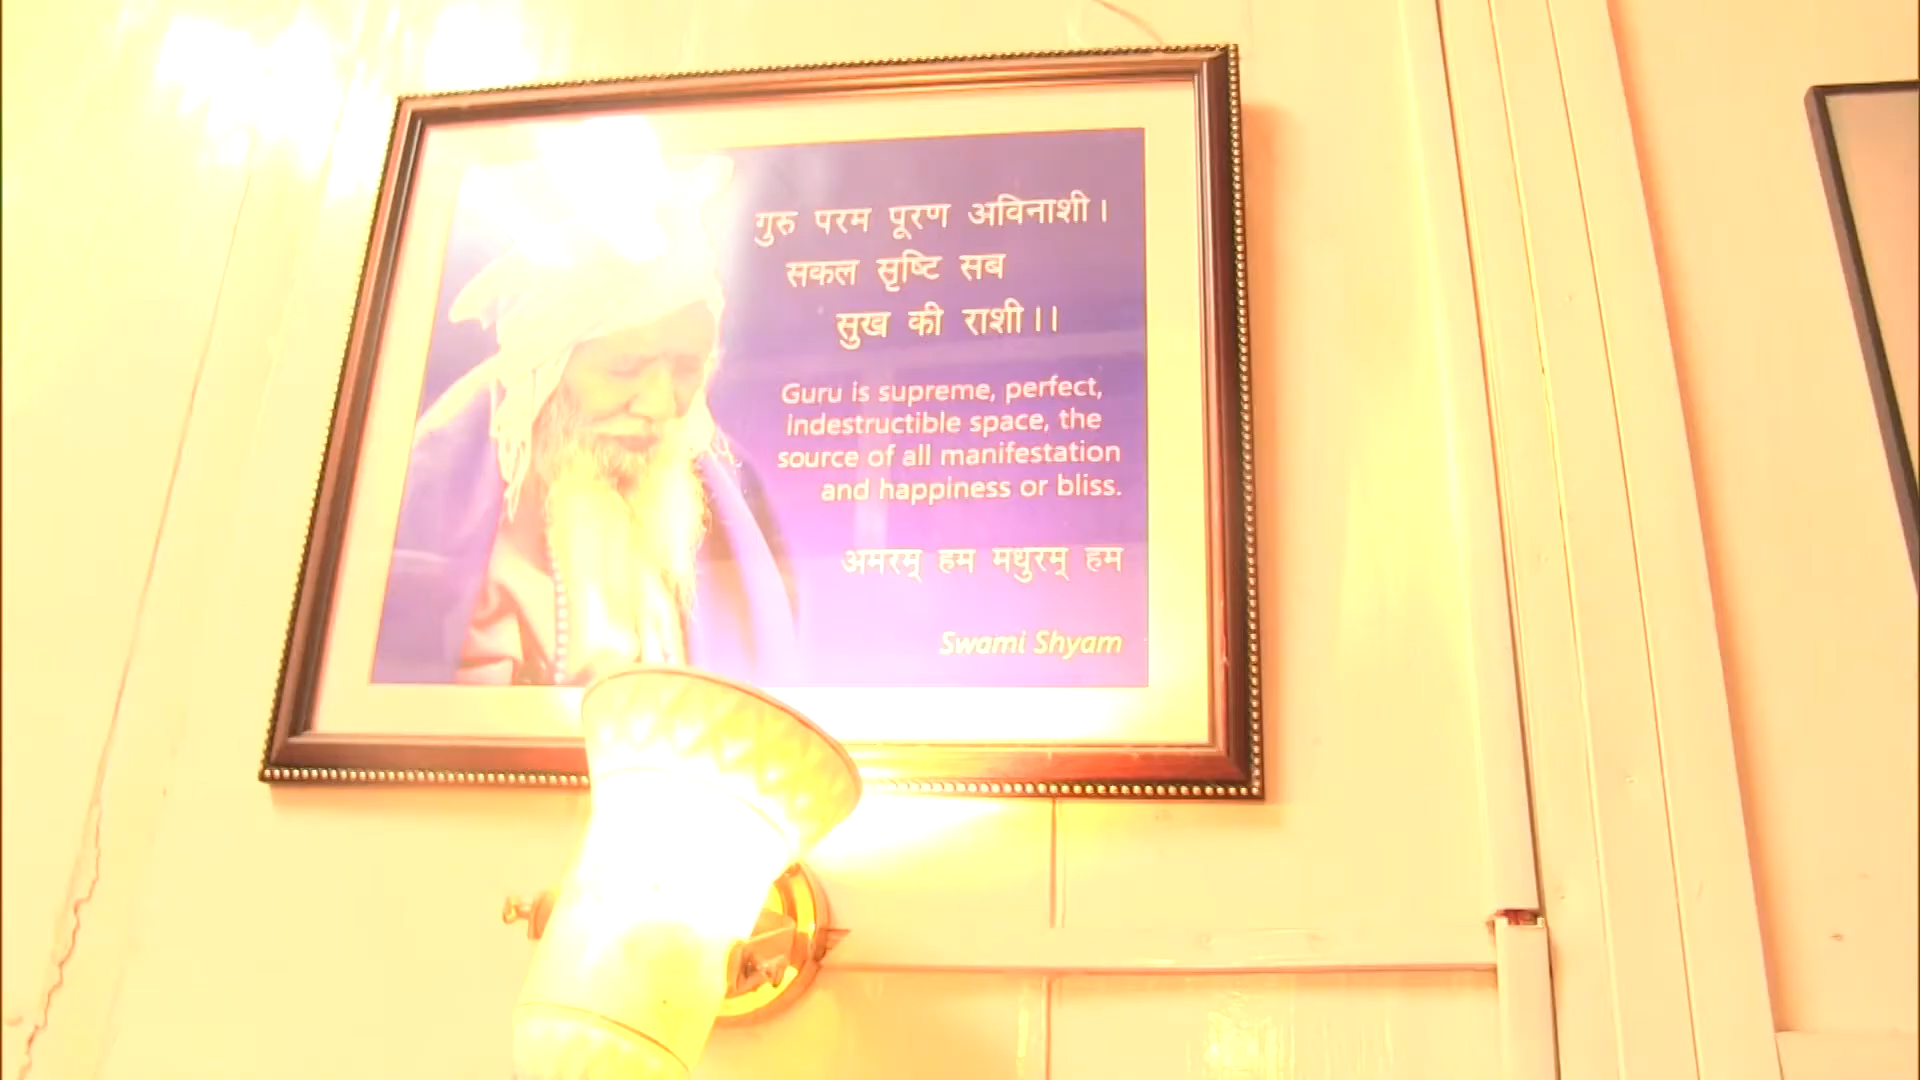 गुरु परम पूरण अविनाशी।
सकल सृष्टि सब
सुख की राशी।।
Guru is supreme, perfect,
indestructible space, the
source of all manifestation
and happiness or bliss.
अमरम् हम मधुरम् हम
Swami Shyam